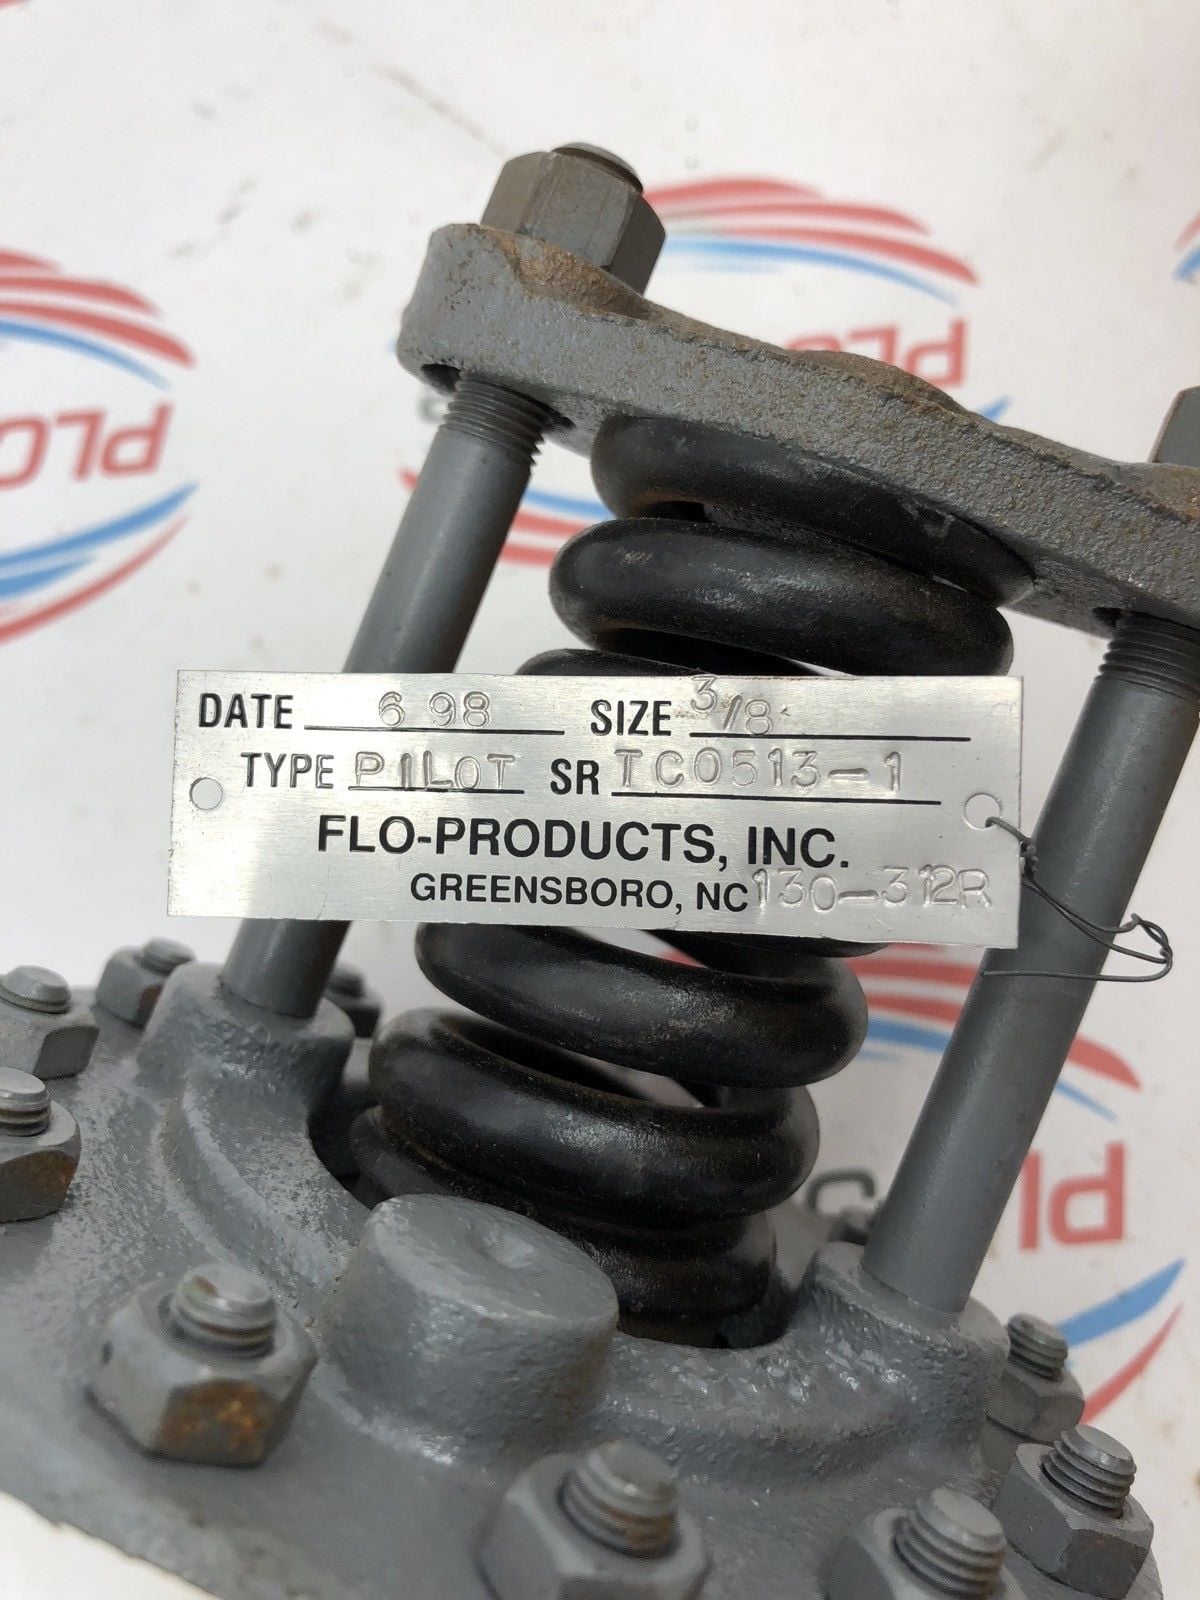 DATE 6 98 SIZE 3/8
TYPE PILOT SR TC0513-1
FLO-PRODUCTS, INC.
GREENSBORO, NC 130-312R